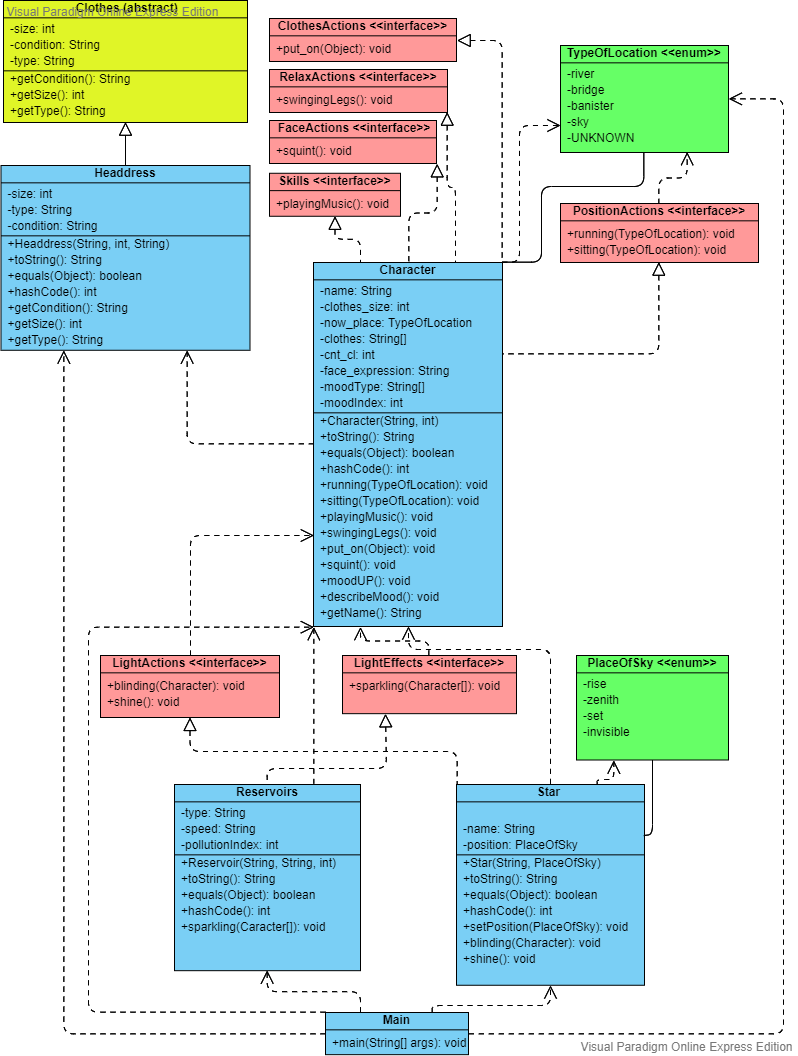 Visual Paradigm Online Express Edition
Clothes (abstract)
-size: int
-condition: String
-type: String
+getCondition(): String
+getSize(): int
+getType(): String
Headdress
-size: int
-type: String
-condition: String
+Headdress(String, int, String)
+toString(): String
+equals(Object): boolean
+hashCode(): int
+getCondition(): String
+getSize(): int
+getType(): String
ClothesActions <<interface>>
+put_on(Object): void
RelaxActions <<interface>>
+swingingLegs(): void
FaceActions <<interface>>
+squint(): void
Skills <<interface>>
+playingMusic(): void
TypeOfLocation <<enum>>
-river
-bridge
-banister
-sky
-UNKNOWN
PositionActions <<interface>>
+running(TypeOfLocation): void
+sitting(TypeOfLocation): void
Character
-name: String
-clothes_size: int
-now_place: TypeOfLocation
-clothes: String[]
-cnt_cl: int
-face_expression: String
-moodType: String[]
-moodIndex: int
+Character(String, int)
+toString(): String
+equals(Object): boolean
+hashCode(): int
+running(TypeOfLocation): void
+sitting(TypeOfLocation): void
+playingMusic(): void
+swingingLegs(): void
+put_on(Object): void
+squint(): void
+moodUP(): void
+describeMood(): void
+getName(): String
LightActions <<interface>>
+blinding(Character): void
+shine(): void
LightEffects <<interface>>
+sparkling(Character[]): void
PlaceOfSky <<enum>>
-rise
-zenith
-set
-invisible
Reservoirs
-type: String
-speed: String
-pollutionIndex: int
+Reservoir(String, String, int)
+toString(): String
+equals(Object): boolean
+hashCode(): int
+sparkling(Caracter[]): void
Star
-name: String
-position: PlaceOfSky
+Star(String, PlaceOfSky)
+toString(): String
+equals(Object): boolean
+hashCode(): int
+setPosition(PlaceOfSky): void
+blinding(Character): void
+shine(): void
Main
+main(String[] args): void
Visual Paradigm Online Express Edition